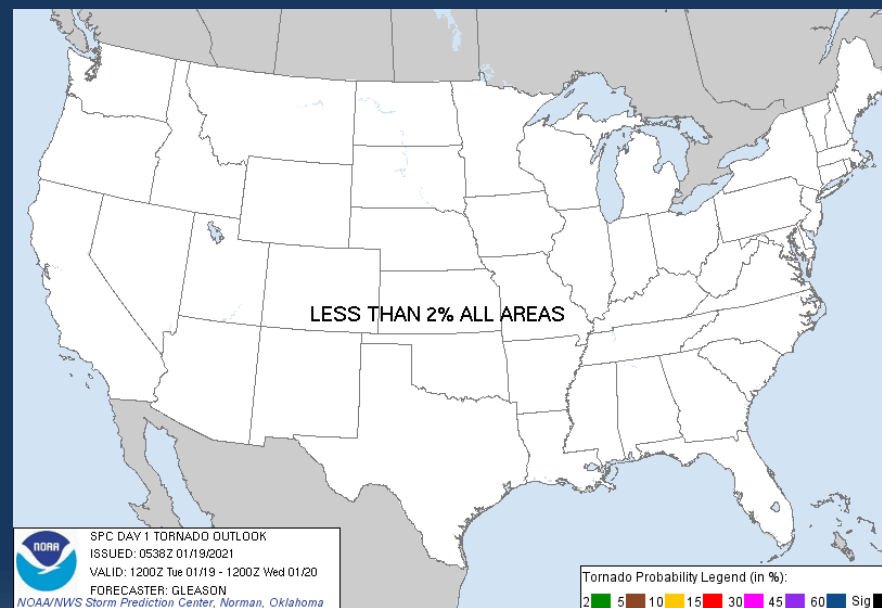 LESS THAN 2% ALL AREAS
NOAA
SPC DAY 1 TORNADO OUTLOOK
ISSUED: 0538Z 01/19/2021
VALID: 1200Z Tue 01/19 - 1200Z Wed 01/20
FORECASTER: GLEASON
NOAA/NWS Storm Prediction Center, Norman, Oklahoma
Tornado Probability Legend (in %):
2 5 10 15 30 45 60 Sig